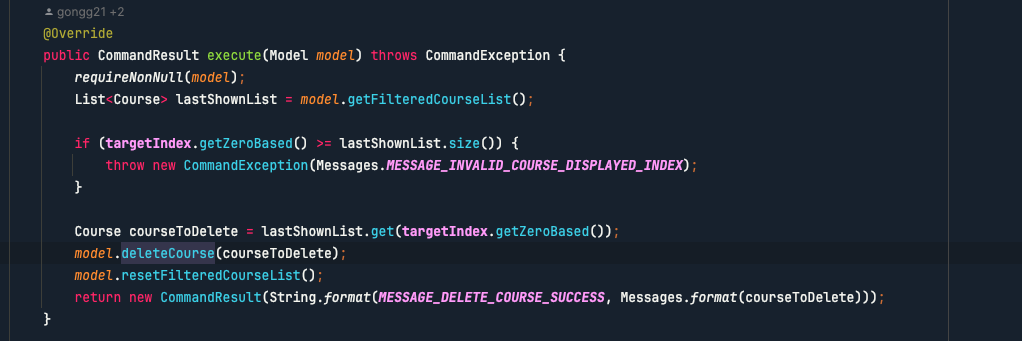 gongg21 +2
@Override
public CommandResult execute(Model model) throws CommandException {
requireNonNull(model);
List<Course> lastShownList = model.getFilteredCourseList();
if (targetIndex.getZeroBased() >= lastShownList.size()) {
throw new CommandException(Messages.MESSAGE_INVALID_COURSE_DISPLAYED_INDEX);
}
Course courseToDelete = lastShownList.get(targetIndex.getZeroBased());
model.deleteCourse(courseToDelete);
model.resetFilteredCourseList();
return new CommandResult(String.format(MESSAGE_DELETE_COURSE_SUCCESS, Messages.format(courseToDelete)));
}